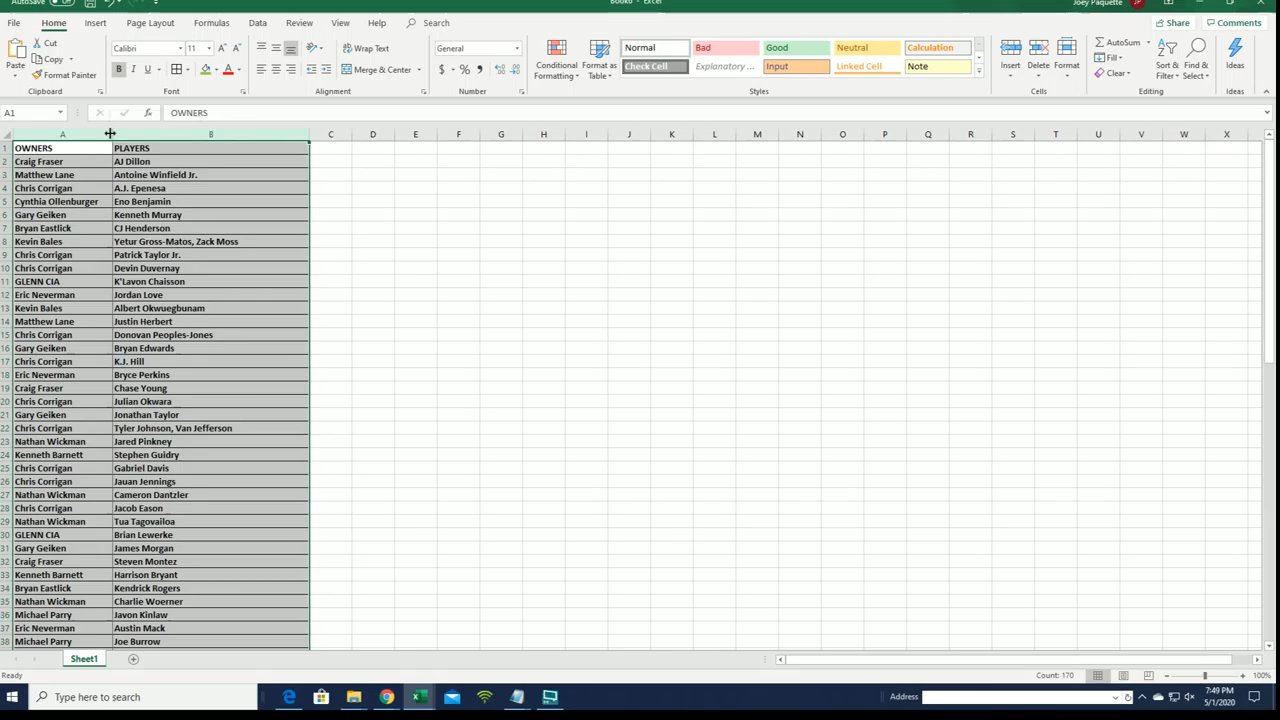 AutoSave Off Book6 - Excel Joey Paquette JP
File Home Insert Page Layout Formulas Data Review View Help Search Share Comments
Paste Cut Copy Format Painter Clipboard
Calibri 11 B I U A A Font
Wrap Text Merge & Center Alignment
General $ % Number
Conditional Formatting Format as Table
Normal Bad Good Neutral Calculation
Check Cell Explanatory ... Input Linked Cell Note
Styles
Insert Delete Format Cells
AutoSum Fill Clear Sort & Filter Find & Select Editing
Ideas Ideas
A1 fx OWNERS
A B C D E F G H I J K L M N O P Q R S T U V W X
1 OWNERS PLAYERS
2 Craig Fraser AJ Dillon
3 Matthew Lane Antoine Winfield Jr.
4 Chris Corrigan A.J. Epenesa
5 Cynthia Ollenburger Eno Benjamin
6 Gary Geiken Kenneth Murray
7 Bryan Eastlick CJ Henderson
8 Kevin Bales Yetur Gross-Matos, Zack Moss
9 Chris Corrigan Patrick Taylor Jr.
10 Chris Corrigan Devin Duvernay
11 GLENN CIA K'Lavon Chaisson
12 Eric Neverman Jordan Love
13 Kevin Bales Albert Okwuegbunam
14 Matthew Lane Justin Herbert
15 Chris Corrigan Donovan Peoples-Jones
16 Gary Geiken Bryan Edwards
17 Chris Corrigan K.J. Hill
18 Eric Neverman Bryce Perkins
19 Craig Fraser Chase Young
20 Chris Corrigan Julian Okwara
21 Gary Geiken Jonathan Taylor
22 Chris Corrigan Tyler Johnson, Van Jefferson
23 Nathan Wickman Jared Pinkney
24 Kenneth Barnett Stephen Guidry
25 Chris Corrigan Gabriel Davis
26 Chris Corrigan Jauan Jennings
27 Nathan Wickman Cameron Dantzler
28 Chris Corrigan Jacob Eason
29 Nathan Wickman Tua Tagovailoa
30 GLENN CIA Brian Lewerke
31 Gary Geiken James Morgan
32 Craig Fraser Steven Montez
33 Kenneth Barnett Harrison Bryant
34 Bryan Eastlick Kendrick Rogers
35 Nathan Wickman Charlie Woerner
36 Michael Parry Javon Kinlaw
37 Eric Neverman Austin Mack
38 Michael Parry Joe Burrow
Sheet1
Ready Count: 170 100%
Type here to search Address 7:49 PM
5/1/2020